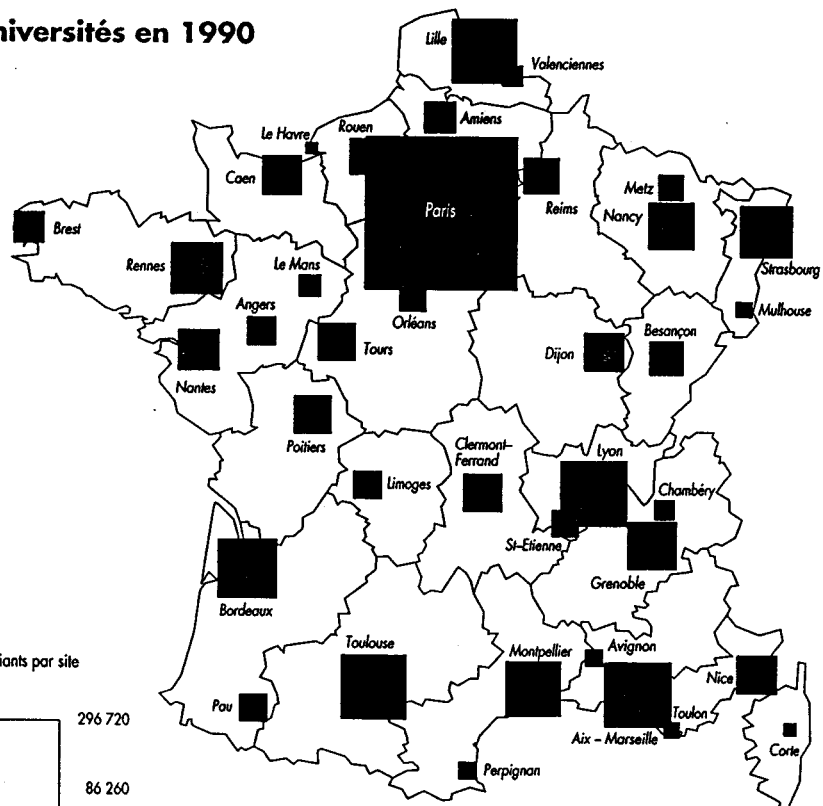 niversités en 1990
Lille
Valenciennes
Amiens
Le Havre
Rouen
Caen
Reims
Metz
Paris
Nancy
Strasbourg
Brest
Rennes
Le Mans
Angers
Mulhouse
Orléans
Besançon
Tours
Dijon
Nantes
Poitiers
Clermont–
Ferrand
Lyon
Limoges
Chambéry
St–Etienne
Grenoble
Bordeaux
Toulouse
Montpellier
Avignon
iants par site
Nice
Pau
Toulon
296 720
Aix – Marseille
Corte
Perpignan
86 260